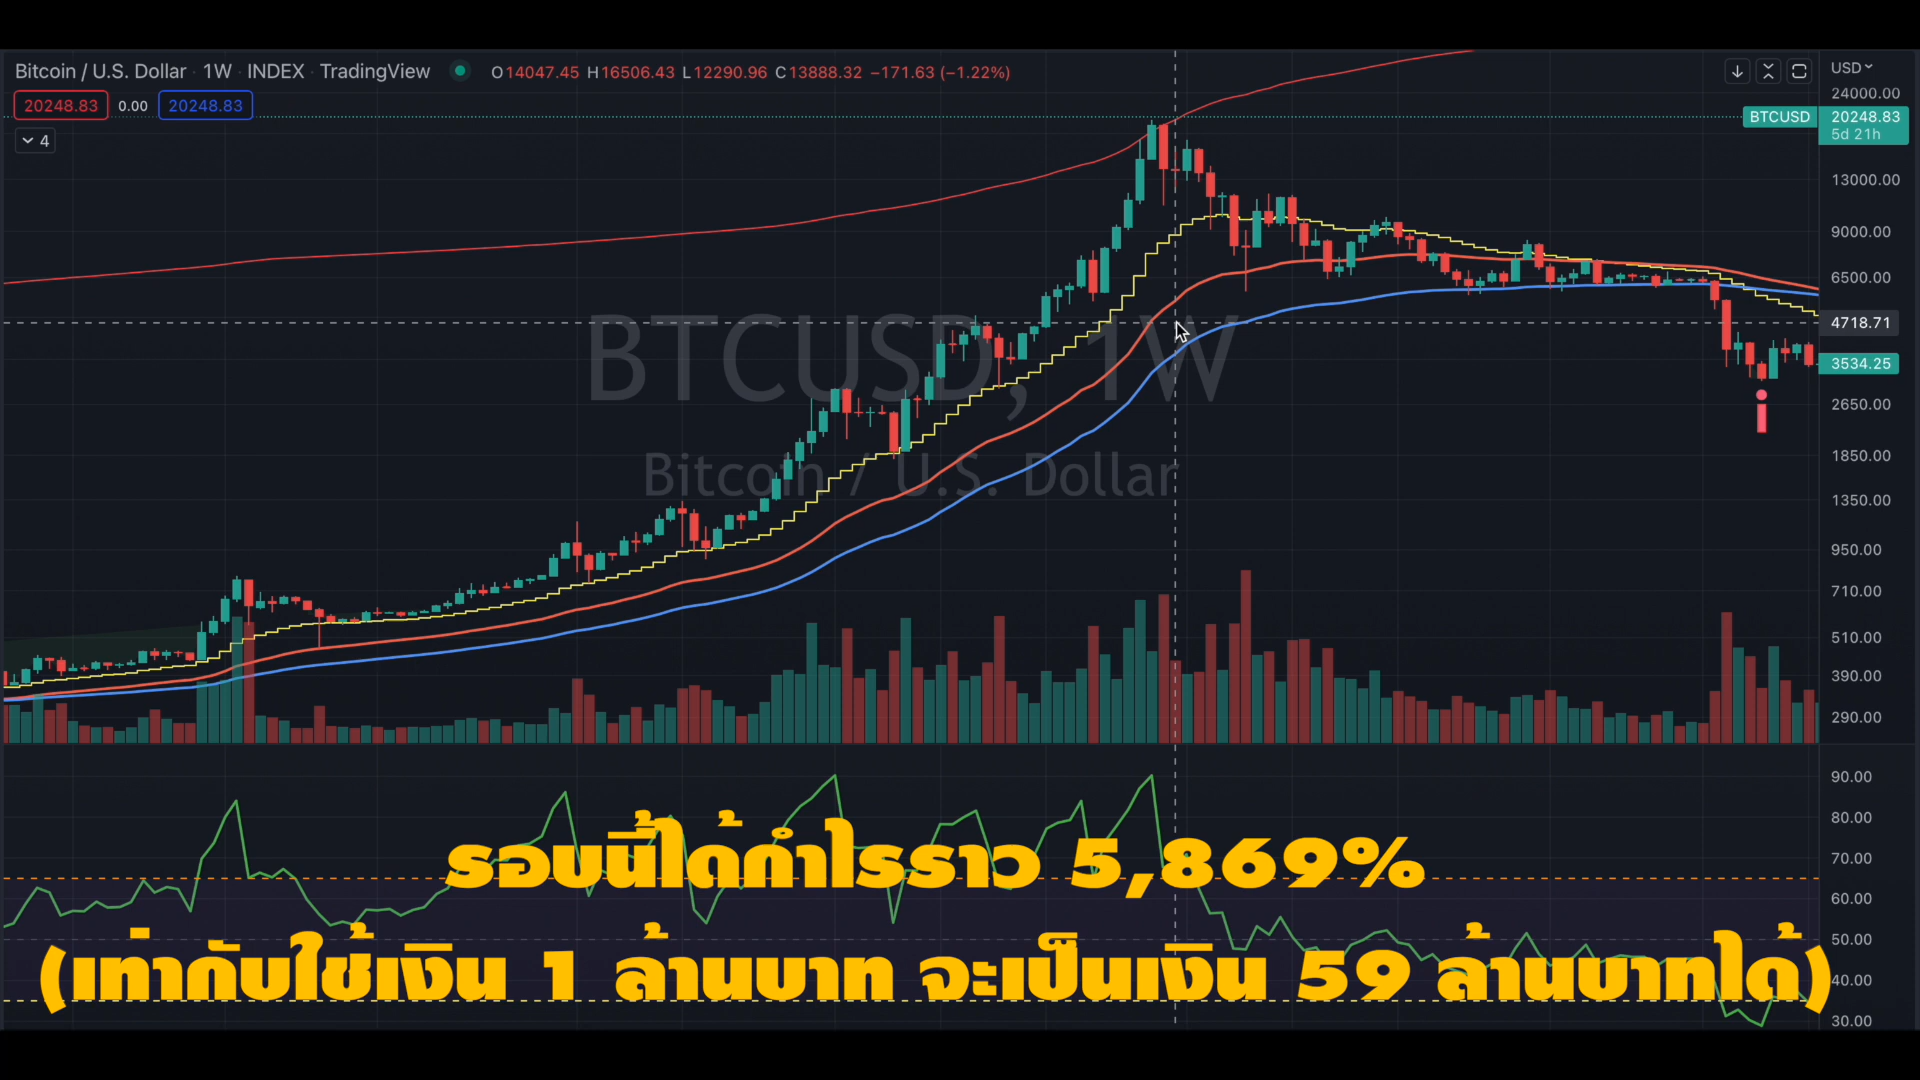 Bitcoin / U.S. Dollar · 1W · INDEX · TradingView O14047.45 H16506.43 L12290.96 C13888.32 −171.63 (−1.22%)
USD
20248.83 0.00 20248.83
4
24000.00
BTCUSD 20248.83
5d 21h
13000.00
9000.00
6500.00
4718.71
3534.25
2650.00
1850.00
1350.00
950.00
710.00
510.00
390.00
290.00
BTCUSD, 1W
Bitcoin / U.S. Dollar
90.00
80.00
70.00
60.00
50.00
40.00
30.00
รอบนี้ได้กำไรราว 5,869%
(เท่ากับใช้เงิน 1 ล้านบาท จะเป็นเงิน 59 ล้านบาทได้)